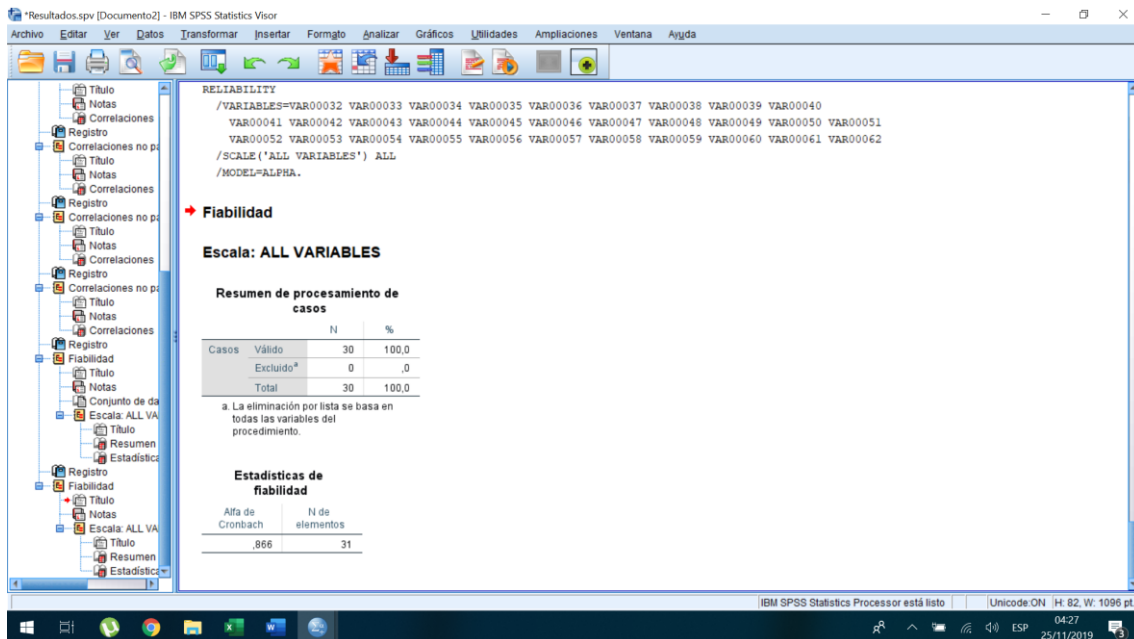 *Resultados.spv [Documento2] - IBM SPSS Statistics Visor
Archivo Editar Ver Datos Transformar Insertar Formato Analizar Gráficos Utilidades Ampliaciones Ventana Ayuda
Título
Notas
Correlaciones
Registro
Correlaciones no pa
Título
Notas
Correlaciones
Registro
Correlaciones no pa
Título
Notas
Correlaciones
Registro
Correlaciones no pa
Título
Notas
Correlaciones
Registro
Fiabilidad
Título
Notas
Conjunto de da
Escala: ALL VA
Título
Resumen
Estadística
Registro
Fiabilidad
Título
Notas
Escala: ALL VA
Título
Resumen
Estadística
RELIABILITY
/VARIABLES=VAR00032 VAR00033 VAR00034 VAR00035 VAR00036 VAR00037 VAR00038 VAR00039 VAR00040
VAR00041 VAR00042 VAR00043 VAR00044 VAR00045 VAR00046 VAR00047 VAR00048 VAR00049 VAR00050 VAR00051
VAR00052 VAR00053 VAR00054 VAR00055 VAR00056 VAR00057 VAR00058 VAR00059 VAR00060 VAR00061 VAR00062
/SCALE('ALL VARIABLES') ALL
/MODEL=ALPHA.
Fiabilidad
Escala: ALL VARIABLES
Resumen de procesamiento de
casos
N %
Casos Válido 30 100,0
Excluido^a 0 ,0
Total 30 100,0
a. La eliminación por lista se basa en
todas las variables del
procedimiento.
Estadísticas de
fiabilidad
Alfa de N de
Cronbach elementos
,866 31
IBM SPSS Statistics Processor está listo Unicode:ON H: 82, W: 1096 pt.
ESP 04:27
25/11/2019 3